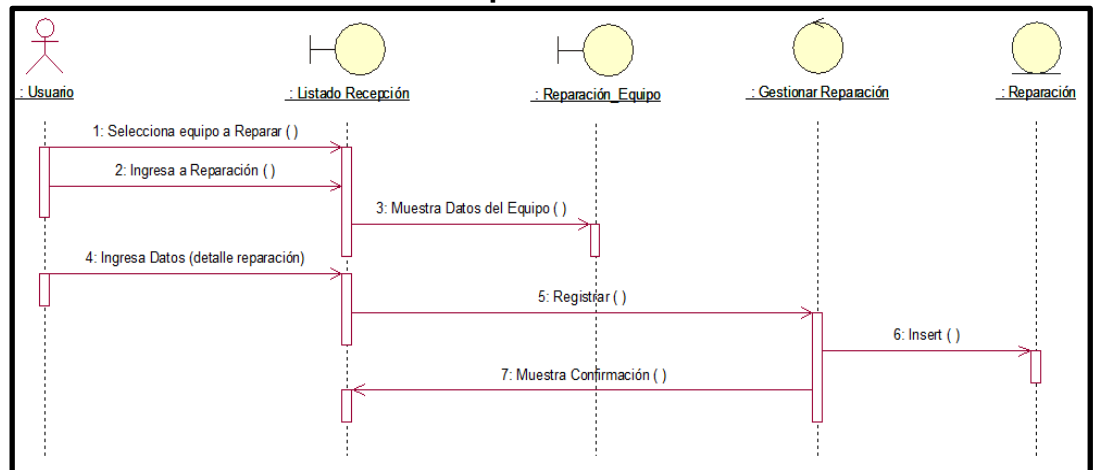 : Usuario
: Listado Recepción
: Reparación_Equipo
: Gestionar Reparación
: Reparación
1: Selecciona equipo a Reparar ( )
2: Ingresa a Reparación ( )
3: Muestra Datos del Equipo ( )
4: Ingresa Datos (detalle reparación)
5: Registrar ( )
6: Insert ( )
7: Muestra Confirmación ( )